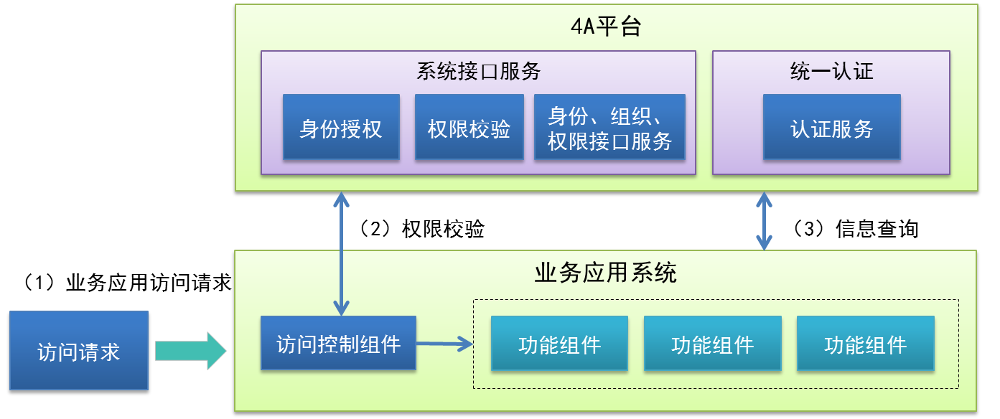 4A平台
系统接口服务
统一认证
身份授权
权限校验
身份、组织、
权限接口服务
认证服务
（2）权限校验
（3）信息查询
（1）业务应用访问请求
业务应用系统
访问请求
访问控制组件
功能组件
功能组件
功能组件